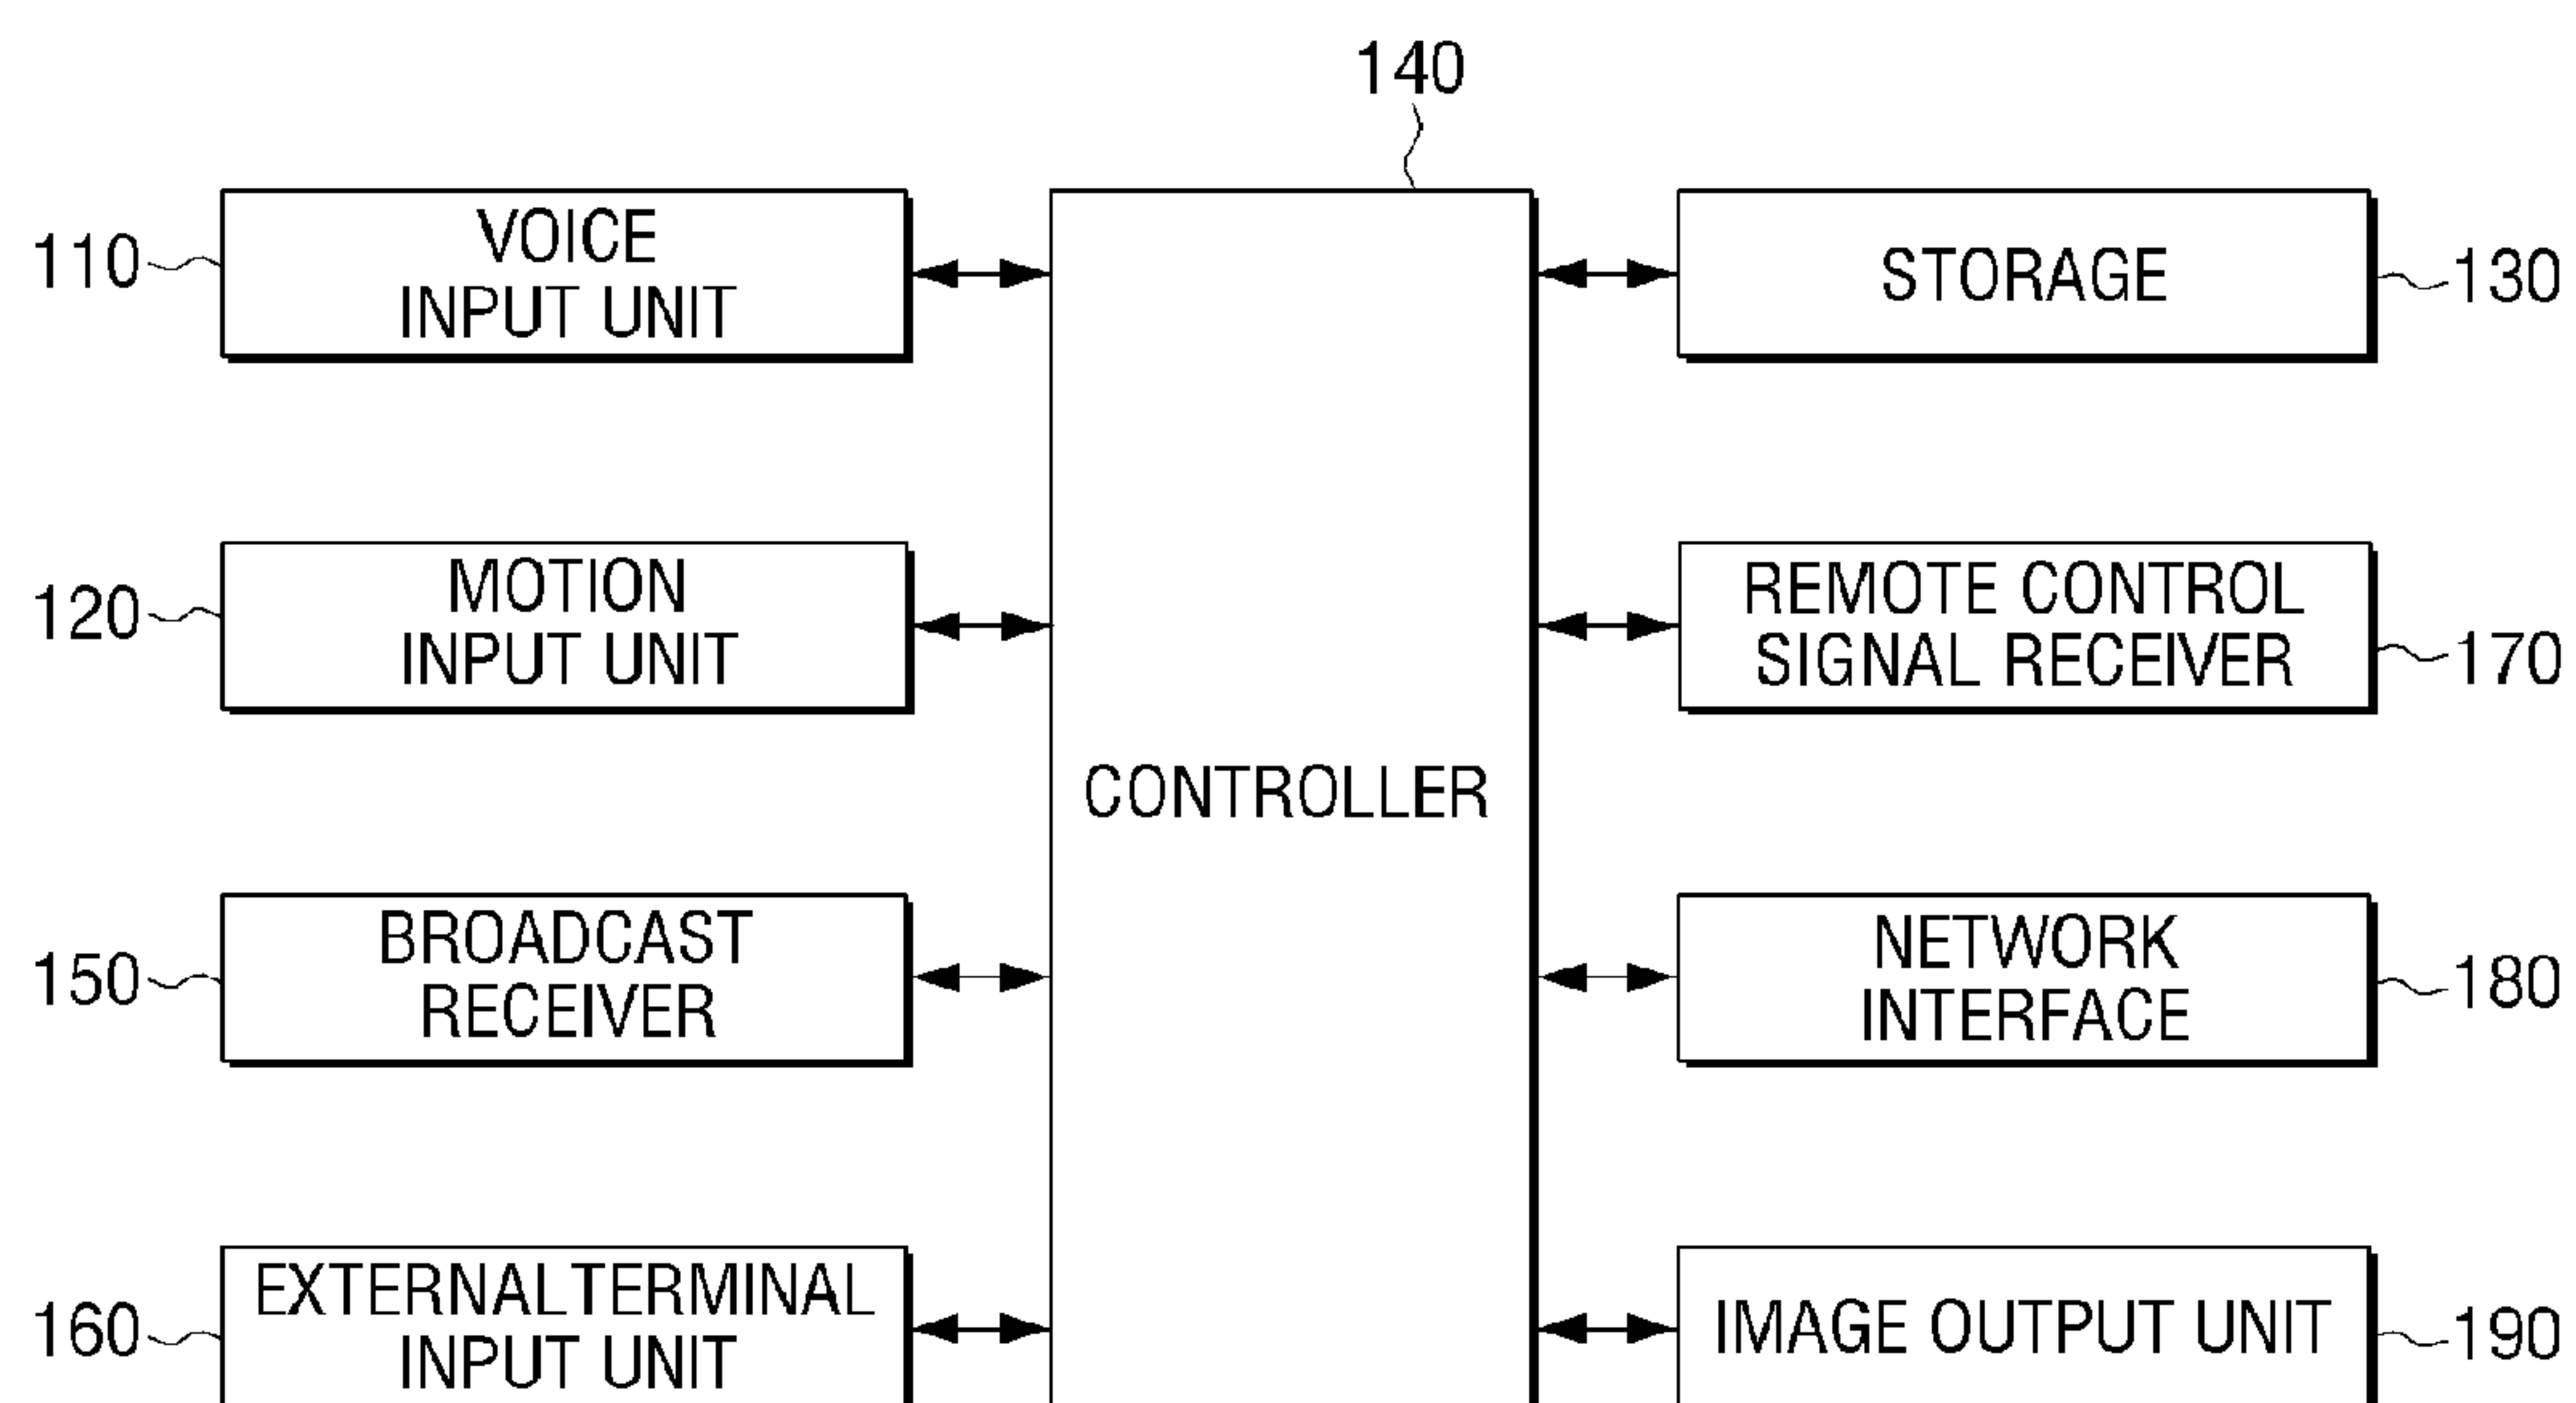 140
110
VOICE
INPUT UNIT
STORAGE
130
120
MOTION
INPUT UNIT
REMOTE CONTROL
SIGNAL RECEIVER
170
CONTROLLER
150
BROADCAST
RECEIVER
NETWORK
INTERFACE
180
160
EXTERNALTERMINAL
INPUT UNIT
IMAGE OUTPUT UNIT
190